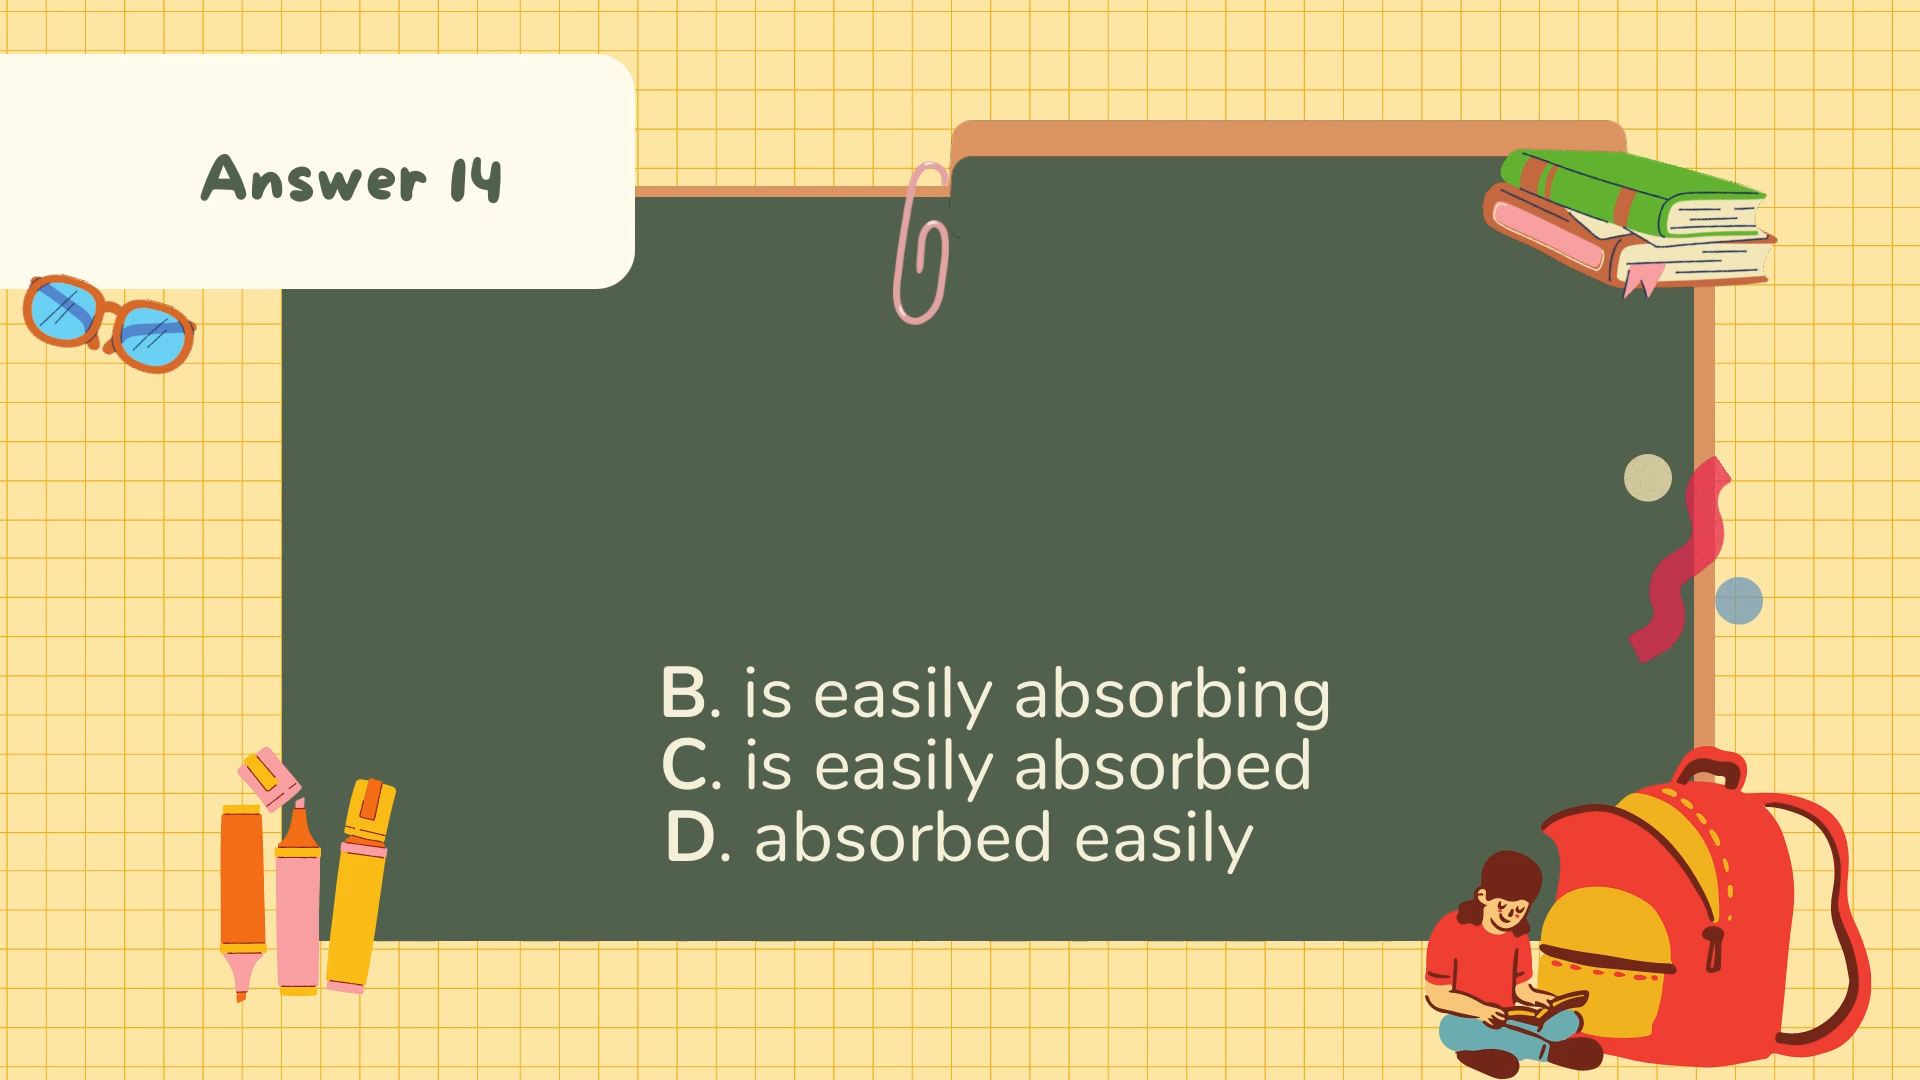 Answer 14
B. is easily absorbing
C. is easily absorbed
D. absorbed easily